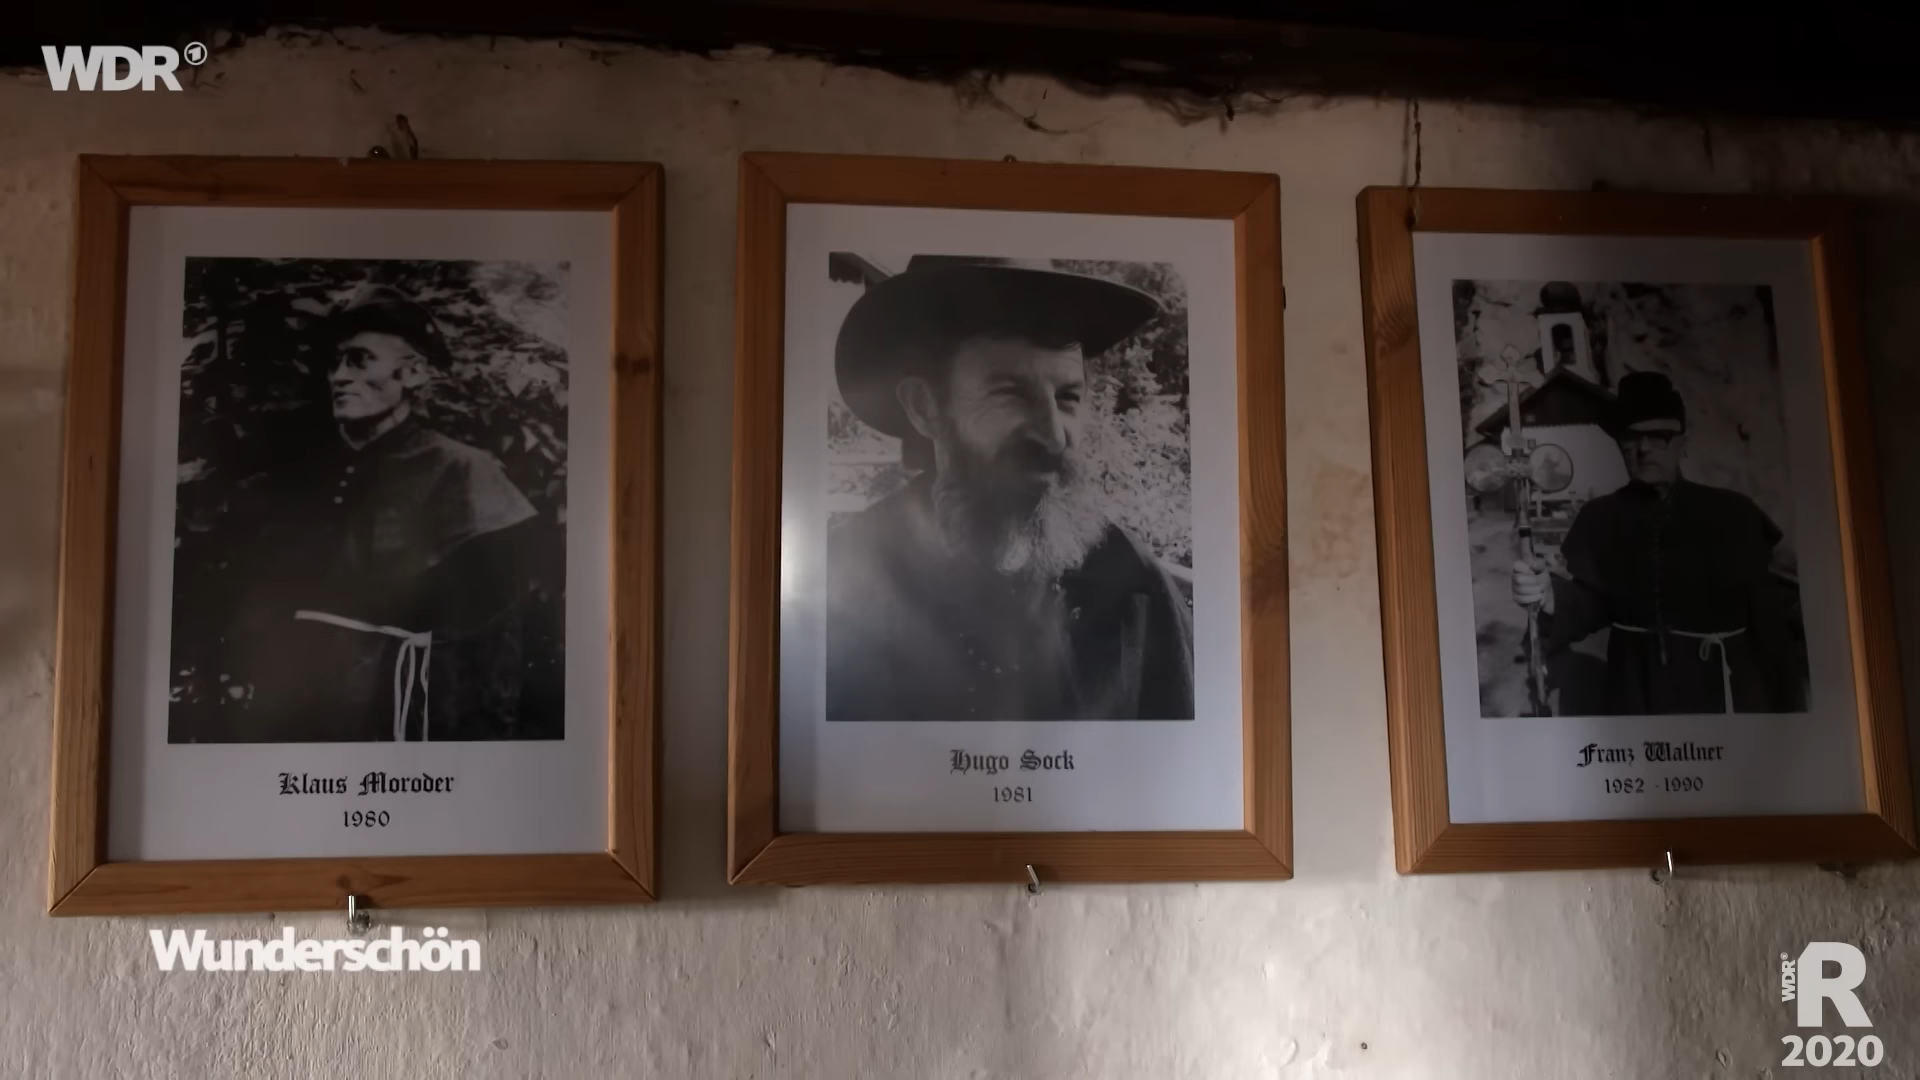 WDR
Klaus Moroder
1980
Hugo Sock
1981
Franz Wallner
1982 - 1990
Wunderschön
WDR R
2020